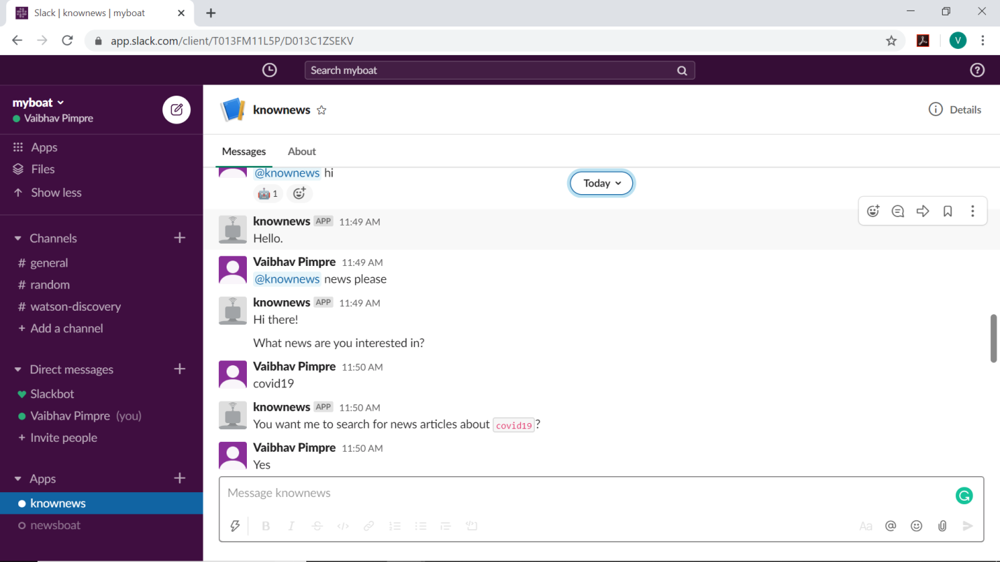 Slack | knownews | myboat
app.slack.com/client/T013FM11L5P/D013C1ZSEKV
V
Search myboat
myboat
Vaibhav Pimpre
Apps
Files
Show less
Channels
# general
# random
# watson-discovery
+ Add a channel
Direct messages
Slackbot
Vaibhav Pimpre (you)
+ Invite people
Apps
knownews
newsboat
knownews
Details
Messages About
@knownews hi
1
Today
knownews APP 11:49 AM
Hello.
Vaibhav Pimpre 11:49 AM
@knownews news please
knownews APP 11:49 AM
Hi there!
What news are you interested in?
Vaibhav Pimpre 11:50 AM
covid19
knownews APP 11:50 AM
You want me to search for news articles about covid19?
Vaibhav Pimpre 11:50 AM
Yes
Message knownews
B I S </> Aa @